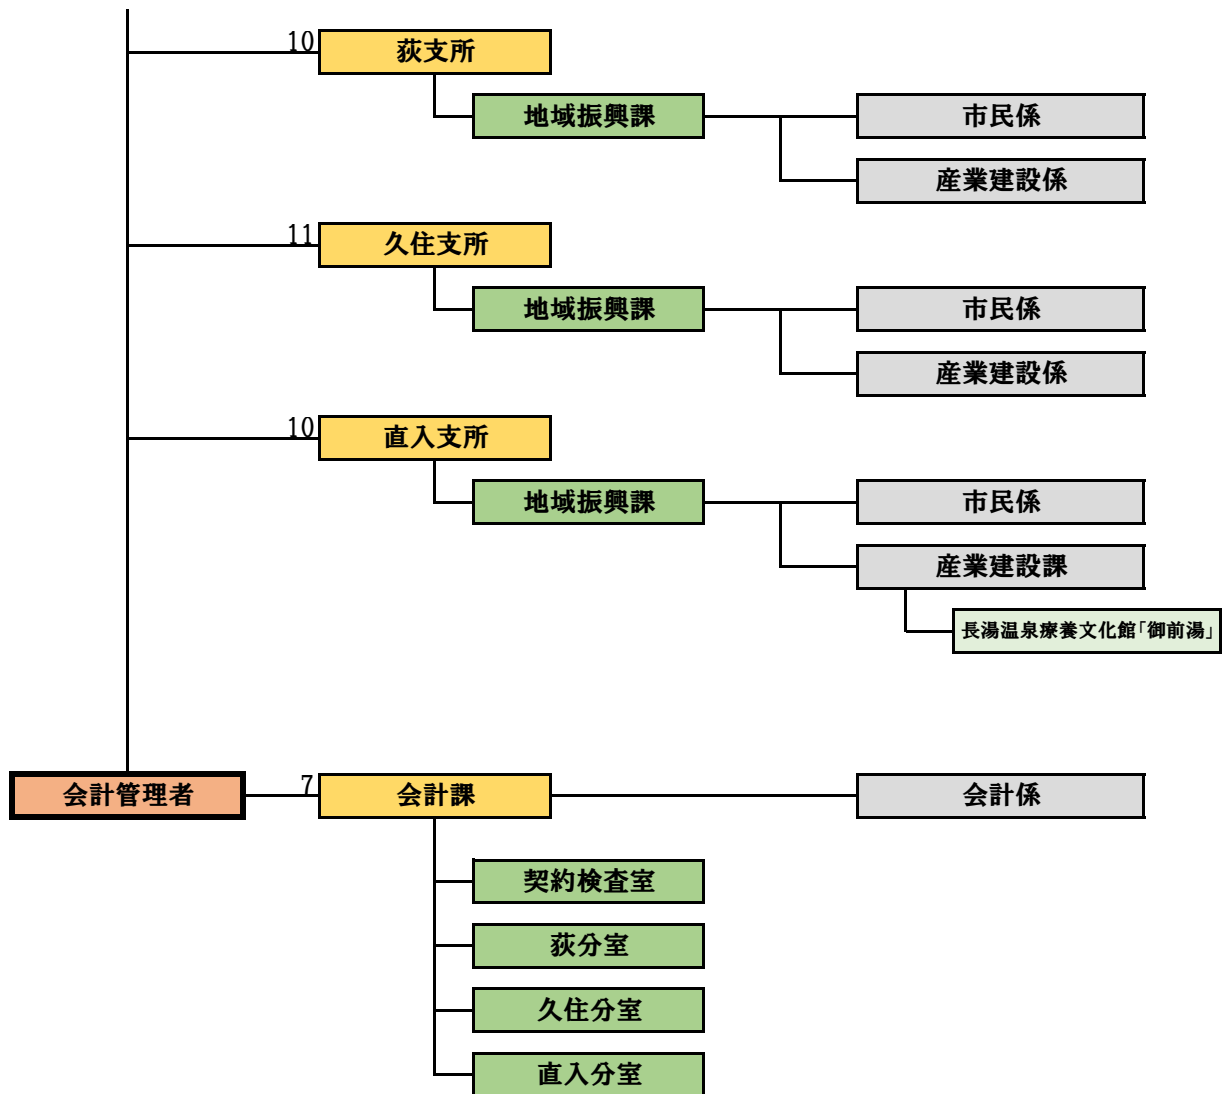 10
荻支所
地域振興課
市民係
産業建設係
11
久住支所
地域振興課
市民係
産業建設係
10
直入支所
地域振興課
市民係
産業建設課
長湯温泉療養文化館「御前湯」
会計管理者
7
会計課
会計係
契約検査室
荻分室
久住分室
直入分室